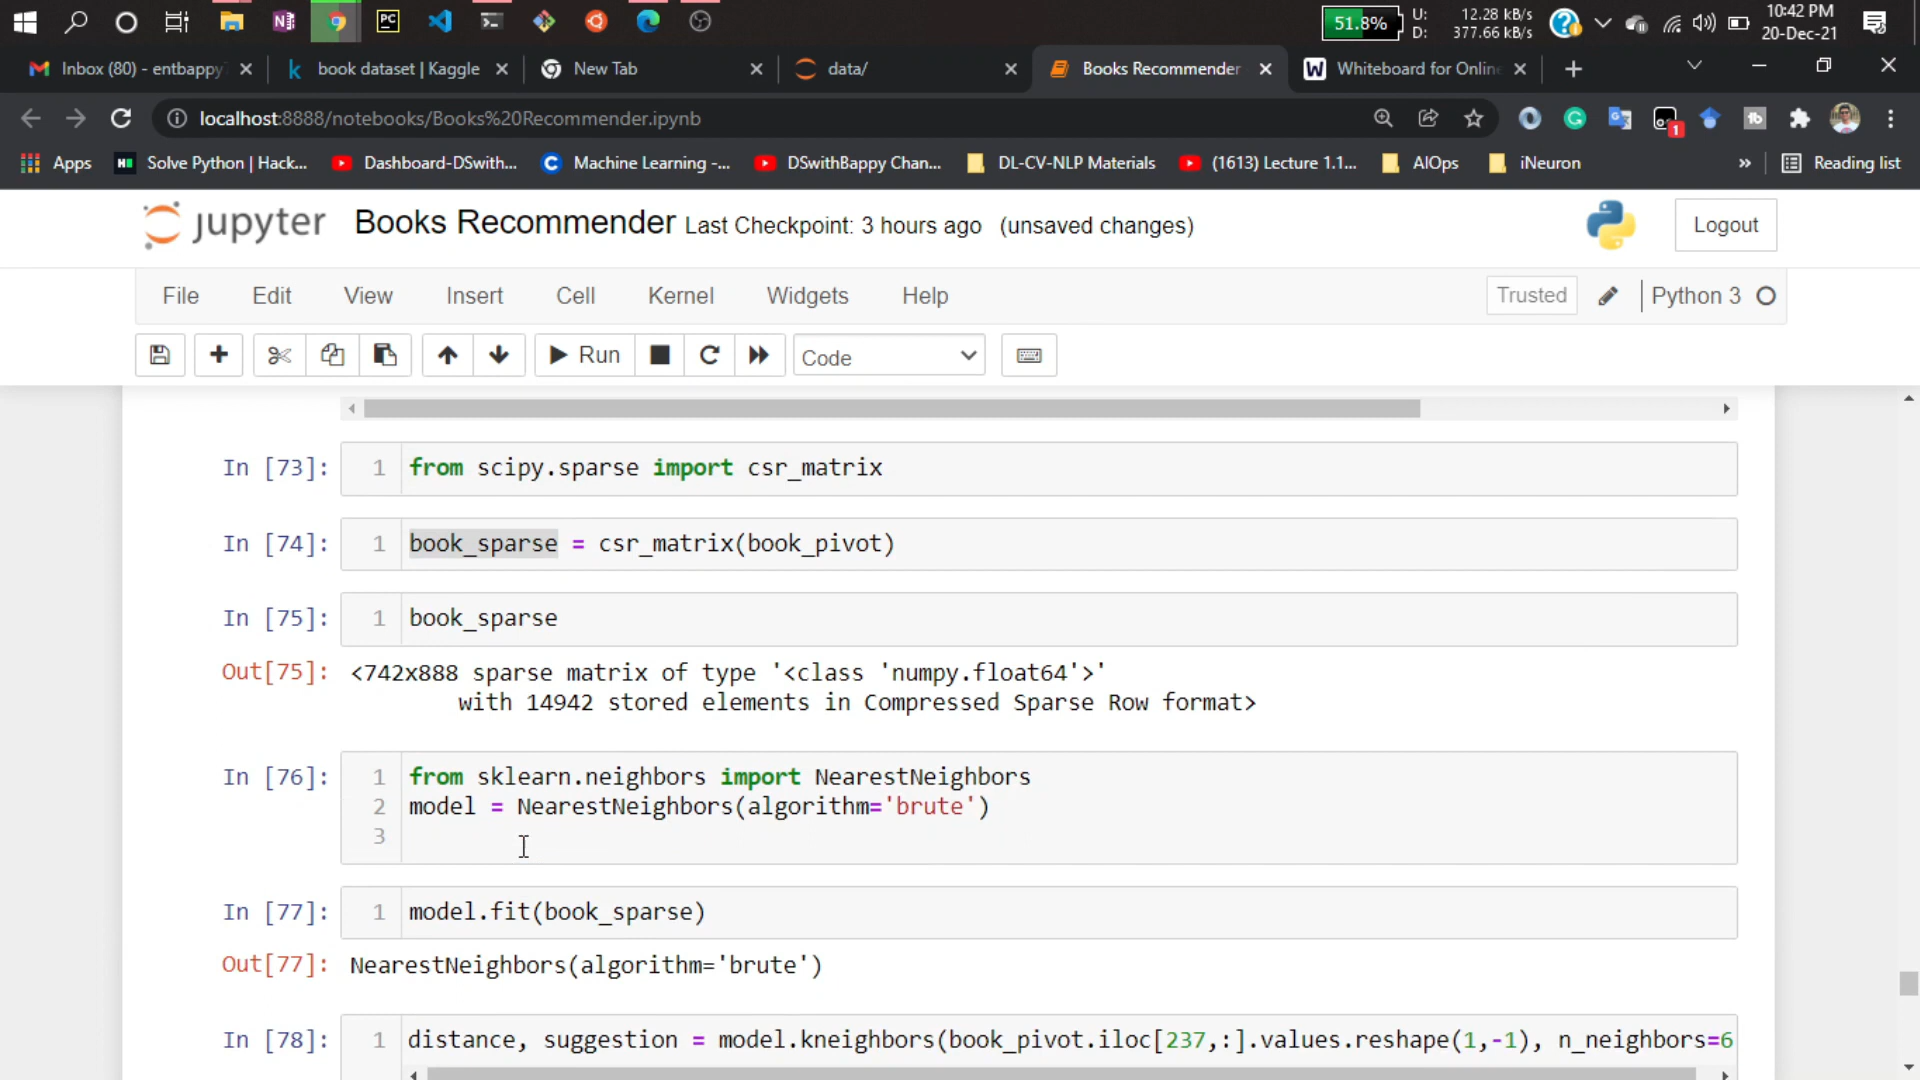 51.8% U: 12.28 kB/s 10:42 PM
D: 377.66 kB/s 20-Dec-21
Inbox (80) - entbappy book dataset | Kaggle New Tab data/ Books Recommender Whiteboard for Onlin
localhost:8888/notebooks/Books%20Recommender.ipynb
Apps Solve Python | Hack... Dashboard-DSwith... Machine Learning -... DSwithBappy Chan... DL-CV-NLP Materials (1613) Lecture 1.1... AIOps iNeuron » Reading list
jupyter Books Recommender Last Checkpoint: 3 hours ago (unsaved changes) Logout
File Edit View Insert Cell Kernel Widgets Help Trusted Python 3
Run Code
In [73]: 1 from scipy.sparse import csr_matrix
In [74]: 1 book_sparse = csr_matrix(book_pivot)
In [75]: 1 book_sparse
Out[75]: <742x888 sparse matrix of type '<class 'numpy.float64'>'
with 14942 stored elements in Compressed Sparse Row format>
In [76]: 1 from sklearn.neighbors import NearestNeighbors
2 model = NearestNeighbors(algorithm='brute')
3
In [77]: 1 model.fit(book_sparse)
Out[77]: NearestNeighbors(algorithm='brute')
In [78]: 1 distance, suggestion = model.kneighbors(book_pivot.iloc[237,:].values.reshape(1,-1), n_neighbors=6